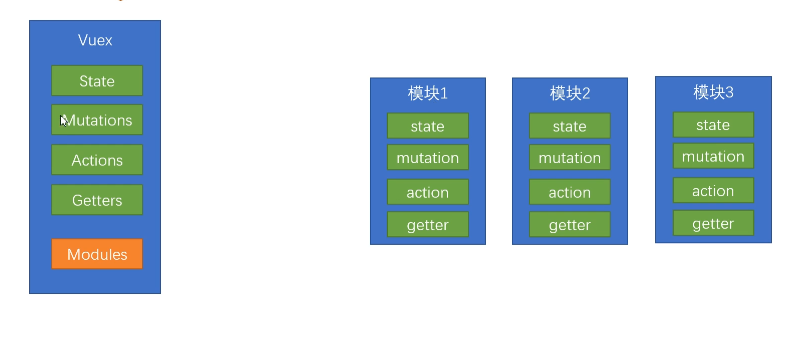 Vuex
State
Mutations
Actions
Getters
Modules
模块1
state
mutation
action
getter
模块2
state
mutation
action
getter
模块3
state
mutation
action
getter